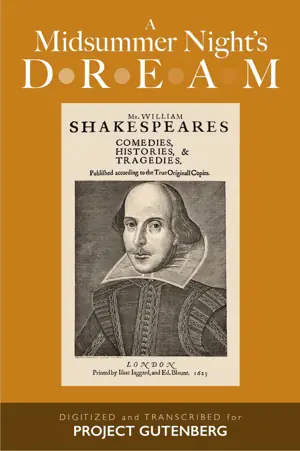 A
MIDSUMMER NIGHT'S
D•R•E•A•M
Mr. WILLIAM
SHAKESPEARES
COMEDIES,
HISTORIES, &
TRAGEDIES.
Published according to the True Originall Copies.
LONDON
Printed by Isaac Iaggard, and Ed. Blount. 1623
DIGITIZED and TRANSCRIBED for
PROJECT GUTENBERG